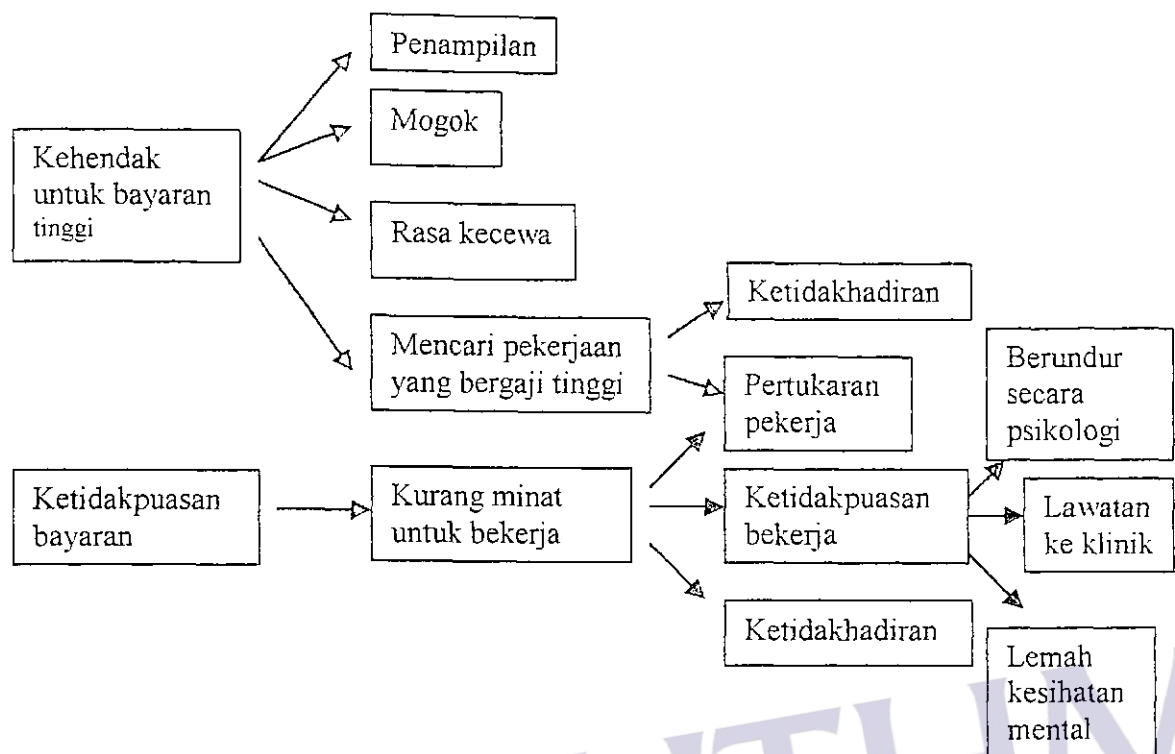 Penampilan
Mogok
Kehendak
untuk bayaran
tinggi
Rasa kecewa
Mencari pekerjaan
yang bergaji tinggi
Ketidakhadiran
Pertukaran
pekerja
Berundur
secara
psikologi
Ketidakpuasan
bayaran
Kurang minat
untuk bekerja
Ketidakpuasan
bekerja
Lawatan
ke klinik
Ketidakhadiran
Lemah
kesihatan
mental